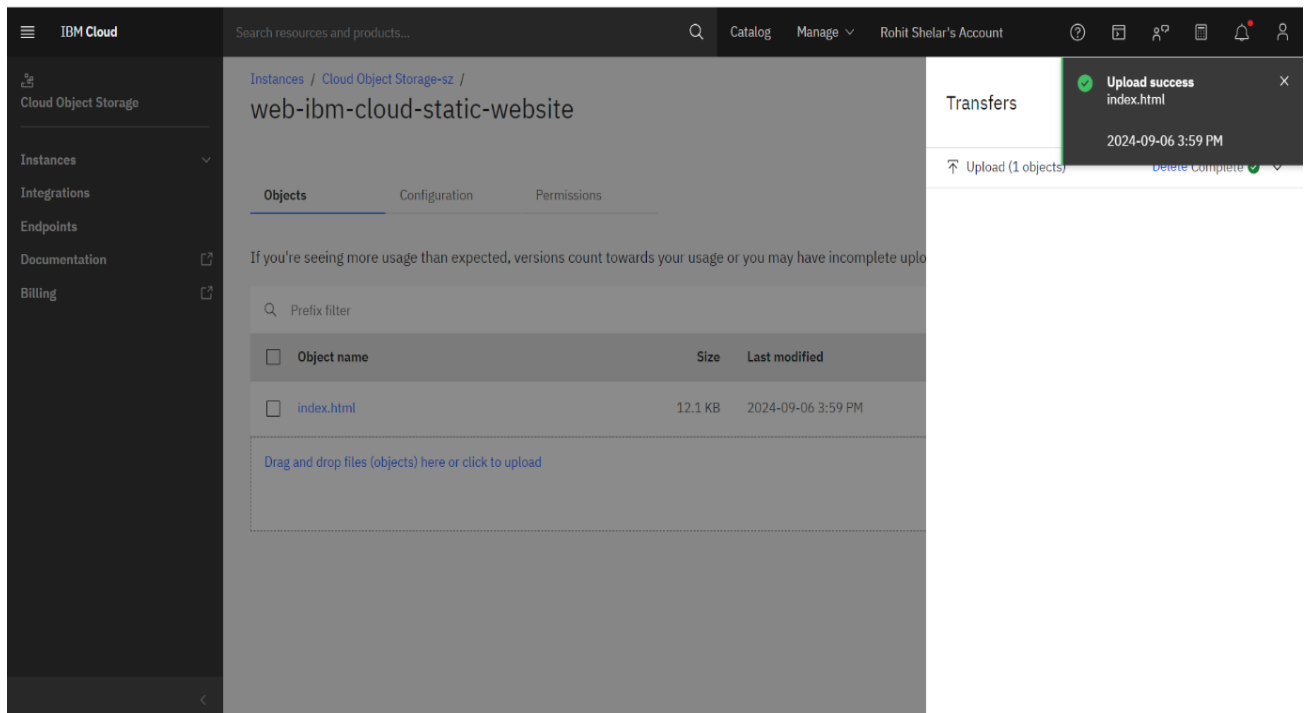 IBM Cloud
Search resources and products...
Catalog
Manage
Rohit Shelar's Account
Cloud Object Storage
Instances
Integrations
Endpoints
Documentation
Billing
Instances / Cloud Object Storage-sz /
web-ibm-cloud-static-website
Objects
Configuration
Permissions
If you're seeing more usage than expected, versions count towards your usage or you may have incomplete uplo
Prefix filter
Object name
Size
Last modified
index.html
12.1 KB
2024-09-06 3:59 PM
Drag and drop files (objects) here or click to upload
Transfers
Upload success
index.html
2024-09-06 3:59 PM
Upload (1 objects)
Delete Complete